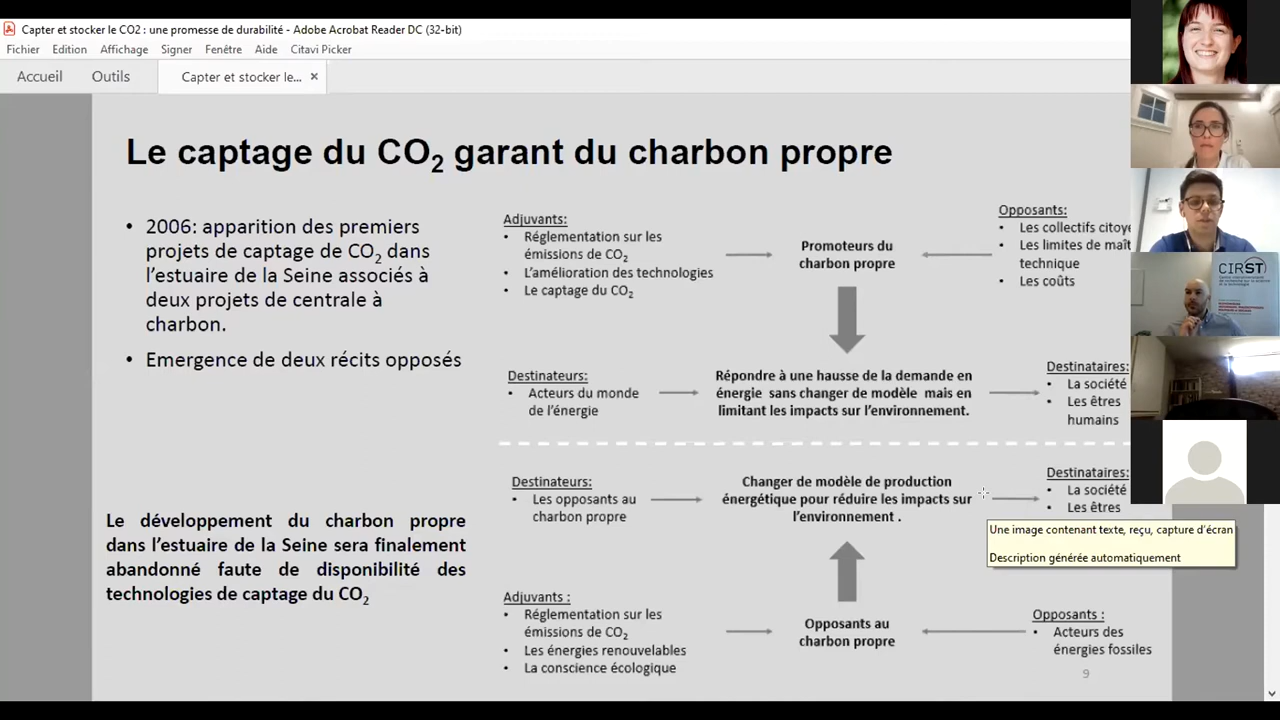 Capter et stocker le CO2 : une promesse de durabilité - Adobe Acrobat Reader DC (32-bit)
Fichier Edition Affichage Signer Fenêtre Aide Citavi Picker
Accueil Outils Capter et stocker le... ×
Le captage du CO2 garant du charbon propre
• 2006: apparition des premiers
projets de captage de CO2 dans
l’estuaire de la Seine associés à
deux projets de centrale à
charbon.
• Emergence de deux récits opposés
Le développement du charbon propre
dans l’estuaire de la Seine sera finalement
abandonné faute de disponibilité des
technologies de captage du CO2
Adjuvants:
• Réglementation sur les
émissions de CO2
• L’amélioration des technologies
• Le captage du CO2
Promoteurs du
charbon propre
Opposants:
• Les collectifs citoye
• Les limites de maît
technique
• Les coûts
Destinateurs:
• Acteurs du monde
de l’énergie
Répondre à une hausse de la demande en
énergie sans changer de modèle mais en
limitant les impacts sur l’environnement.
Destinataires:
• La société
• Les êtres
humains
Destinateurs:
• Les opposants au
charbon propre
Changer de modèle de production
énergétique pour réduire les impacts sur
l’environnement .
Destinataires:
• La société
• Les êtres
Une image contenant texte, reçu, capture d’écran
Description générée automatiquement
Adjuvants :
• Réglementation sur les
émissions de CO2
• Les énergies renouvelables
• La conscience écologique
Opposants au
charbon propre
Opposants :
• Acteurs des
énergies fossiles
9
CIRST